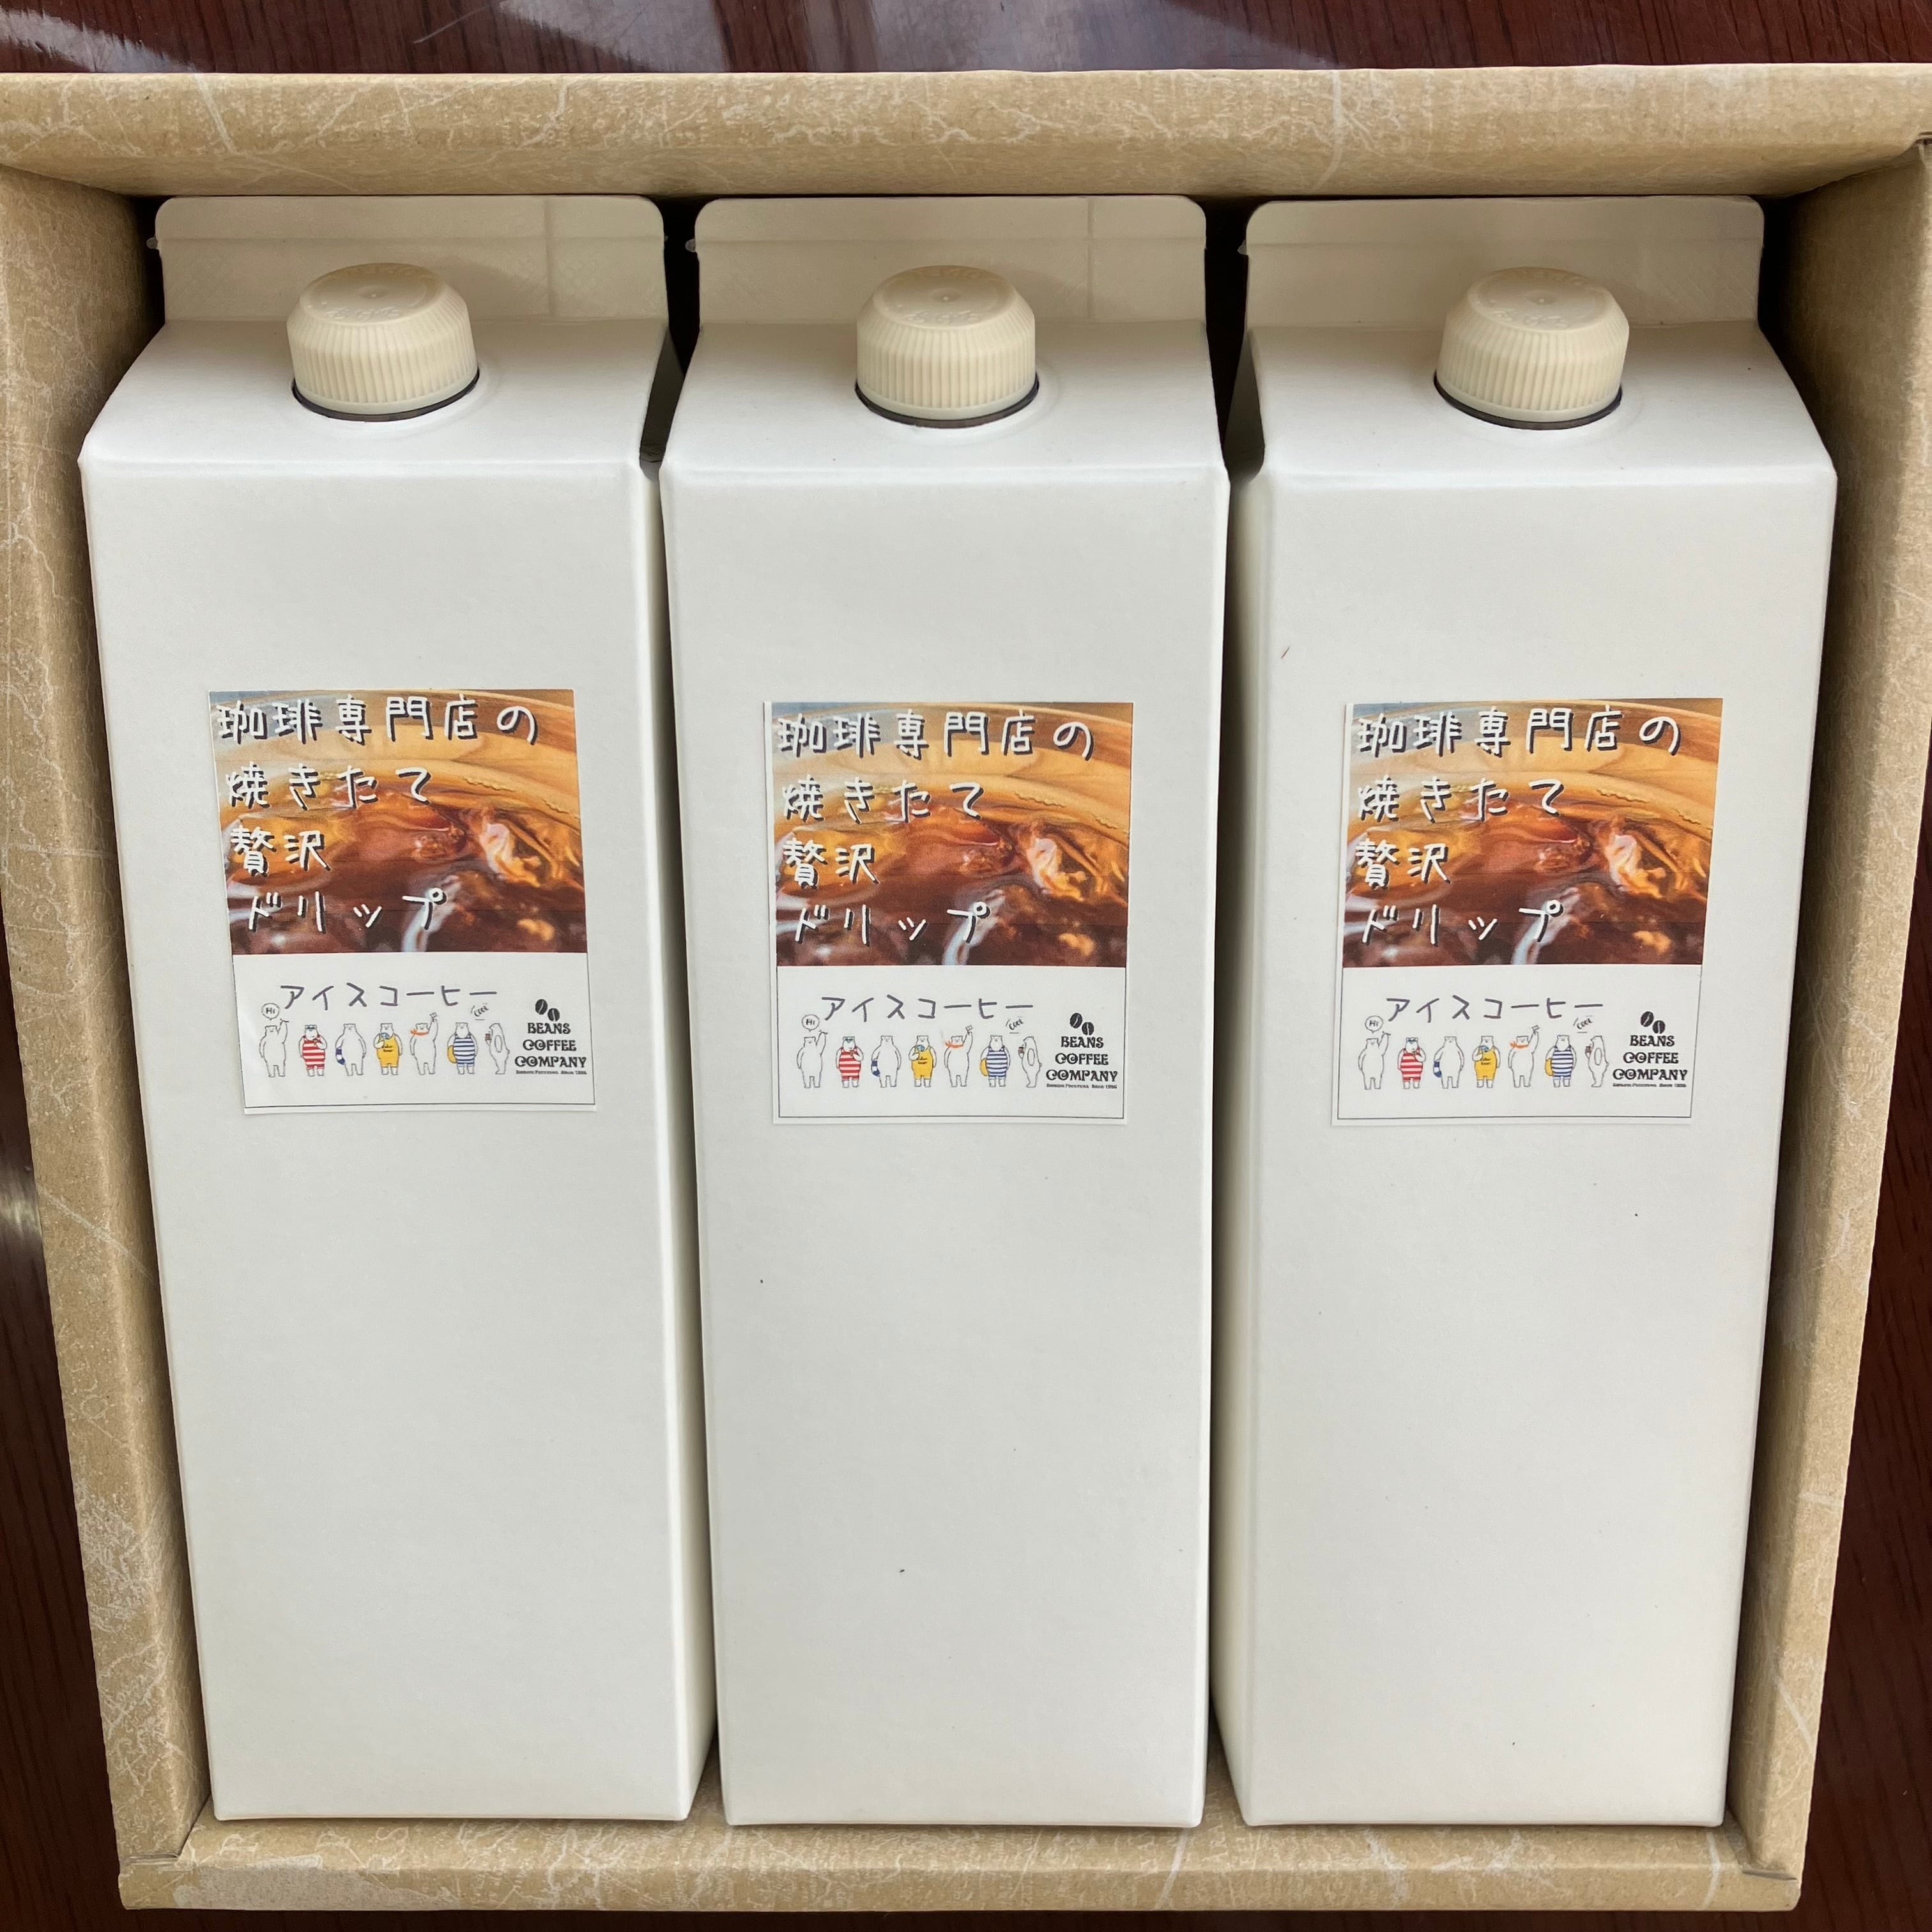 珈琲専門店の
焼きたて
贅沢
ドリップ
アイスコーヒー
Hi
BEANS
COFFEE
COMPANY
珈琲専門店の
焼きたて
贅沢
ドリップ
アイスコーヒー
Hi
BEANS
COFFEE
COMPANY
珈琲専門店の
焼きたて
贅沢
ドリップ
アイスコーヒー
Hi
BEANS
COFFEE
COMPANY